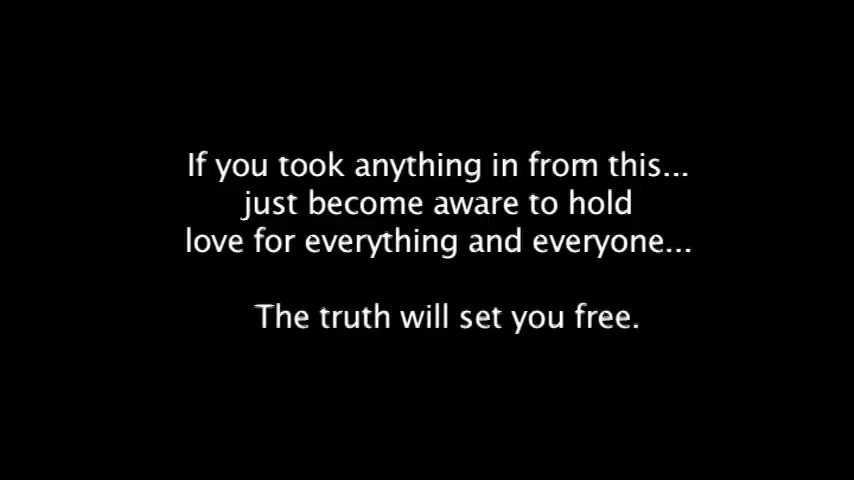 If you took anything in from this...
just become aware to hold
love for everything and everyone...
The truth will set you free.